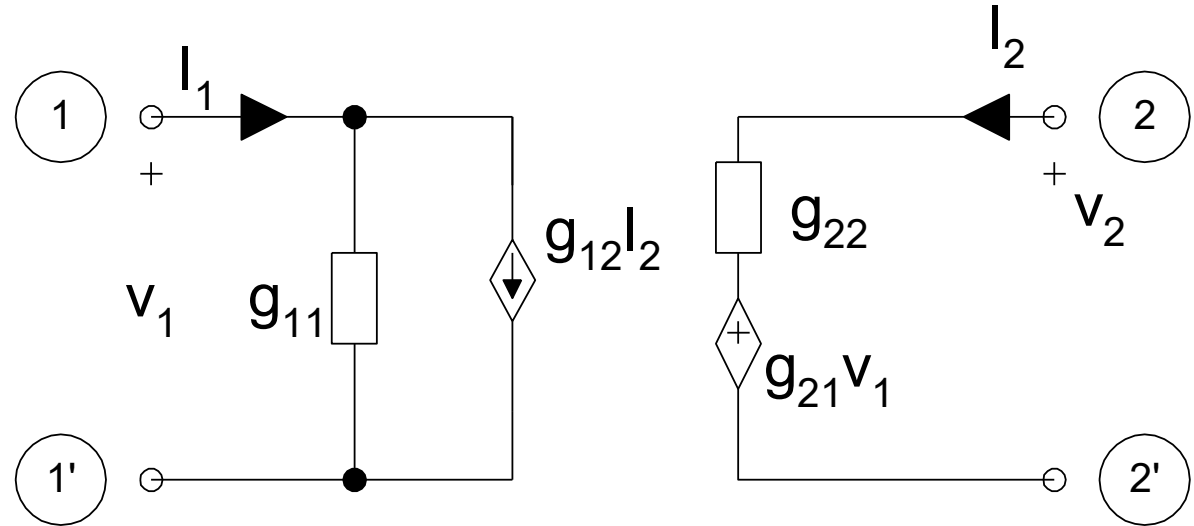 I₁
I₂
1
2
+
+
v₂
g₁₂I₂
g₂₂
v₁
g₁₁
+
g₂₁v₁
1'
2'